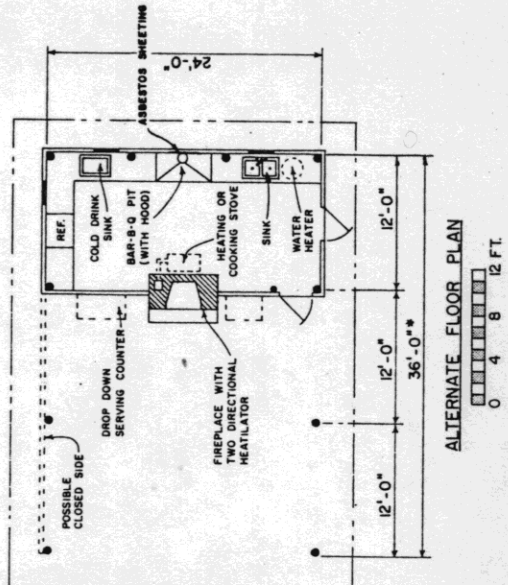 ASBESTOS SHEETING
24'-0"
REF.
COLD DRINK
SINK
BAR-B-Q PIT
(WITH HOOD)
HEATING OR
COOKING STOVE
SINK
WATER
HEATER
POSSIBLE
CLOSED SIDE
DROP DOWN
SERVING COUNTER
FIREPLACE WITH
TWO DIRECTIONAL
HEATILATOR
12'-0"
12'-0"
12'-0"
36'-0"*
ALTERNATE FLOOR PLAN
0 4 8 12 FT.